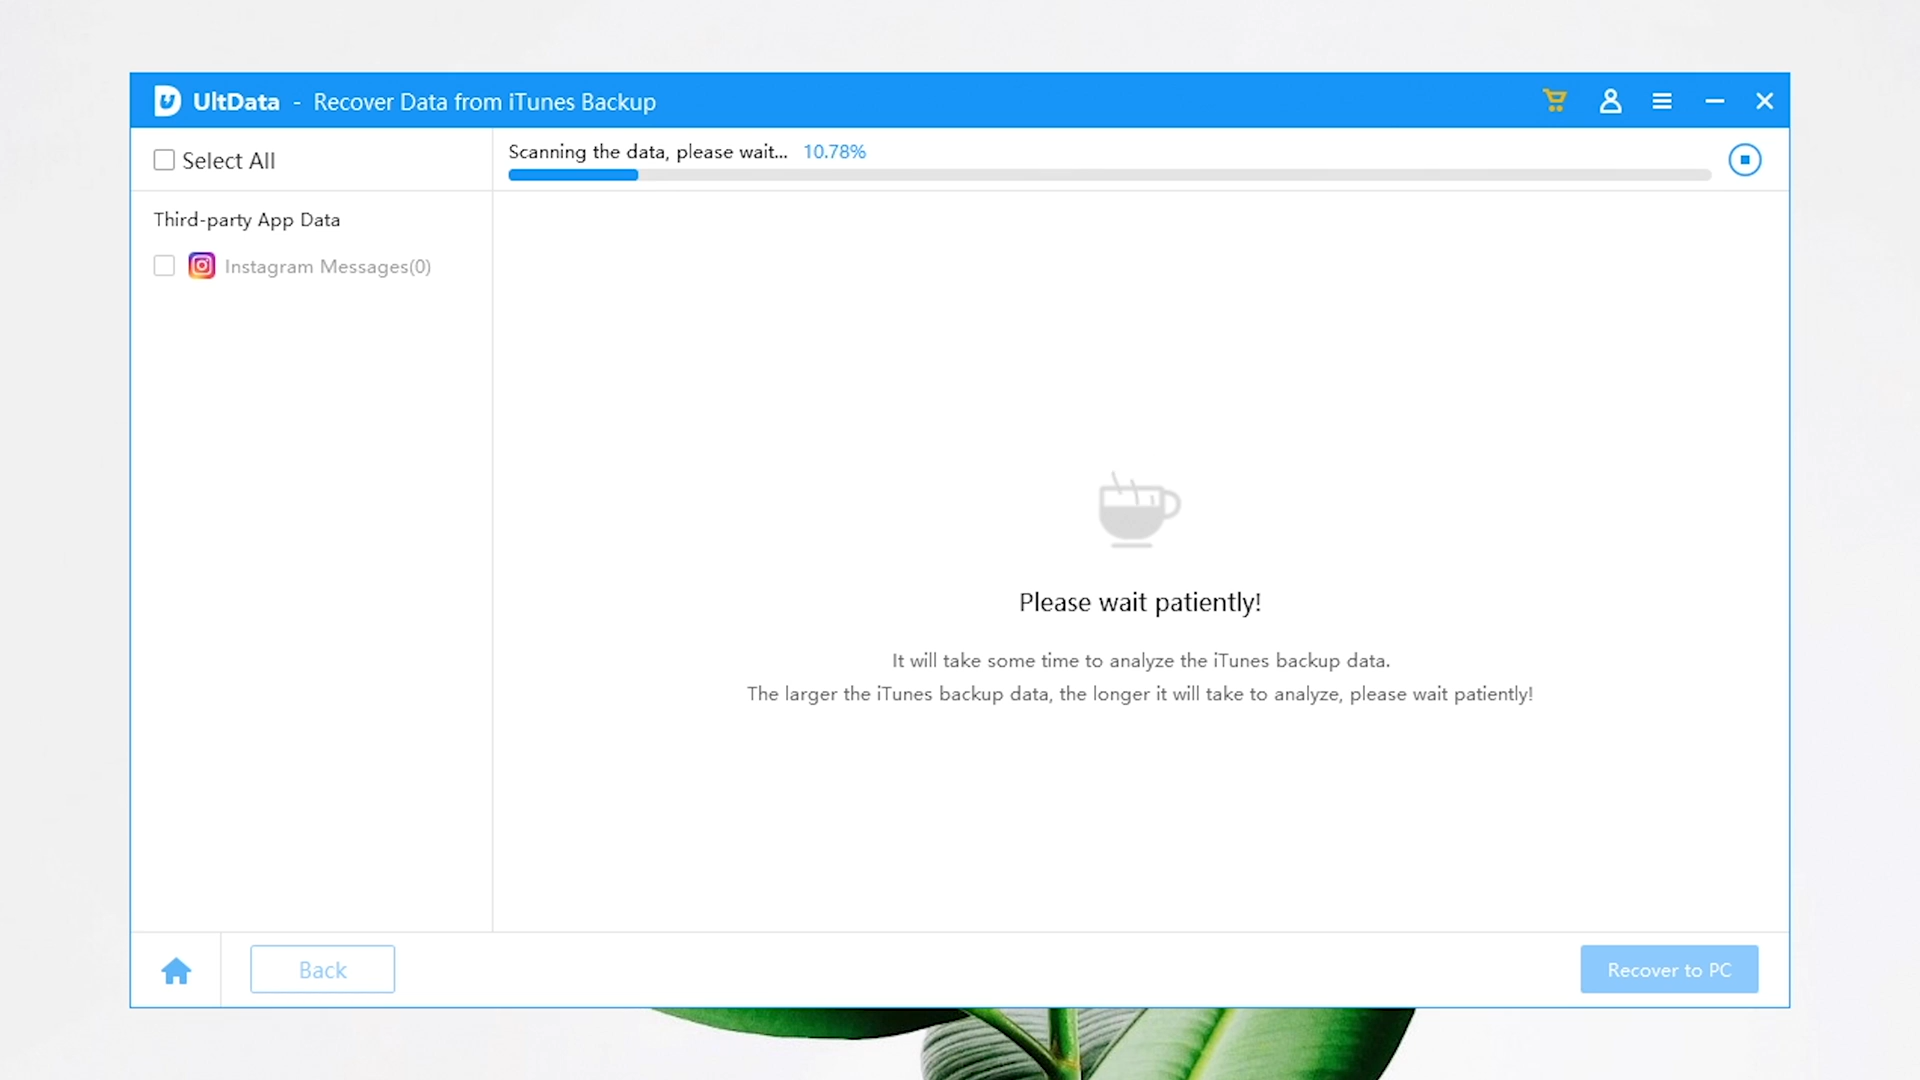 UltData - Recover Data from iTunes Backup
Select All
Scanning the data, please wait... 10.78%
Third-party App Data
Instagram Messages(0)
Please wait patiently!
It will take some time to analyze the iTunes backup data.
The larger the iTunes backup data, the longer it will take to analyze, please wait patiently!
Back
Recover to PC